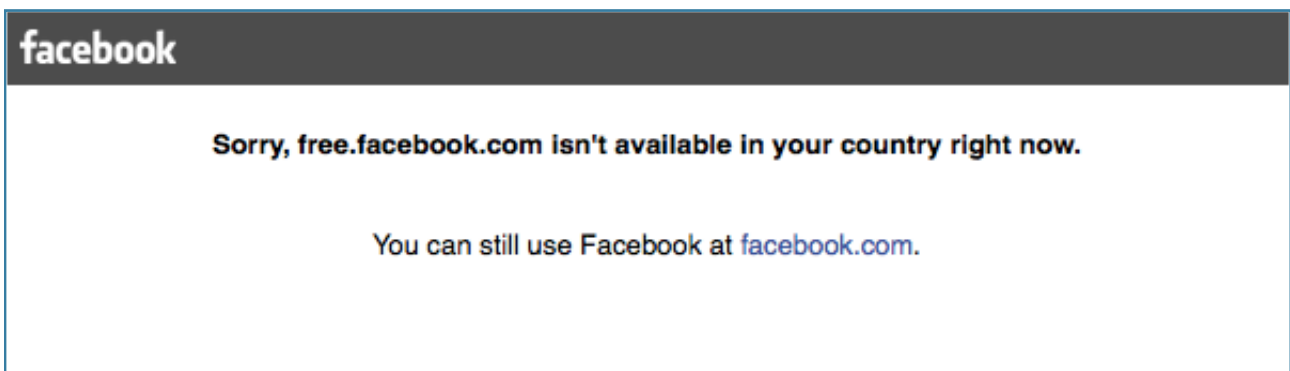 facebook
Sorry, free.facebook.com isn't available in your country right now.
You can still use Facebook at facebook.com.